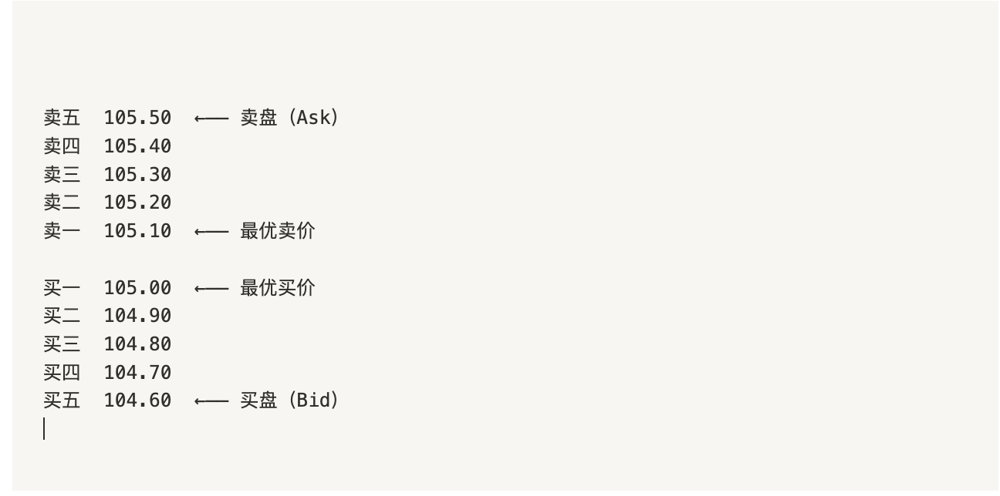 卖五  105.50  ←── 卖盘（Ask）
卖四  105.40
卖三  105.30
卖二  105.20
卖一  105.10  ←── 最优卖价
买一  105.00  ←── 最优买价
买二  104.90
买三  104.80
买四  104.70
买五  104.60  ←── 买盘（Bid）